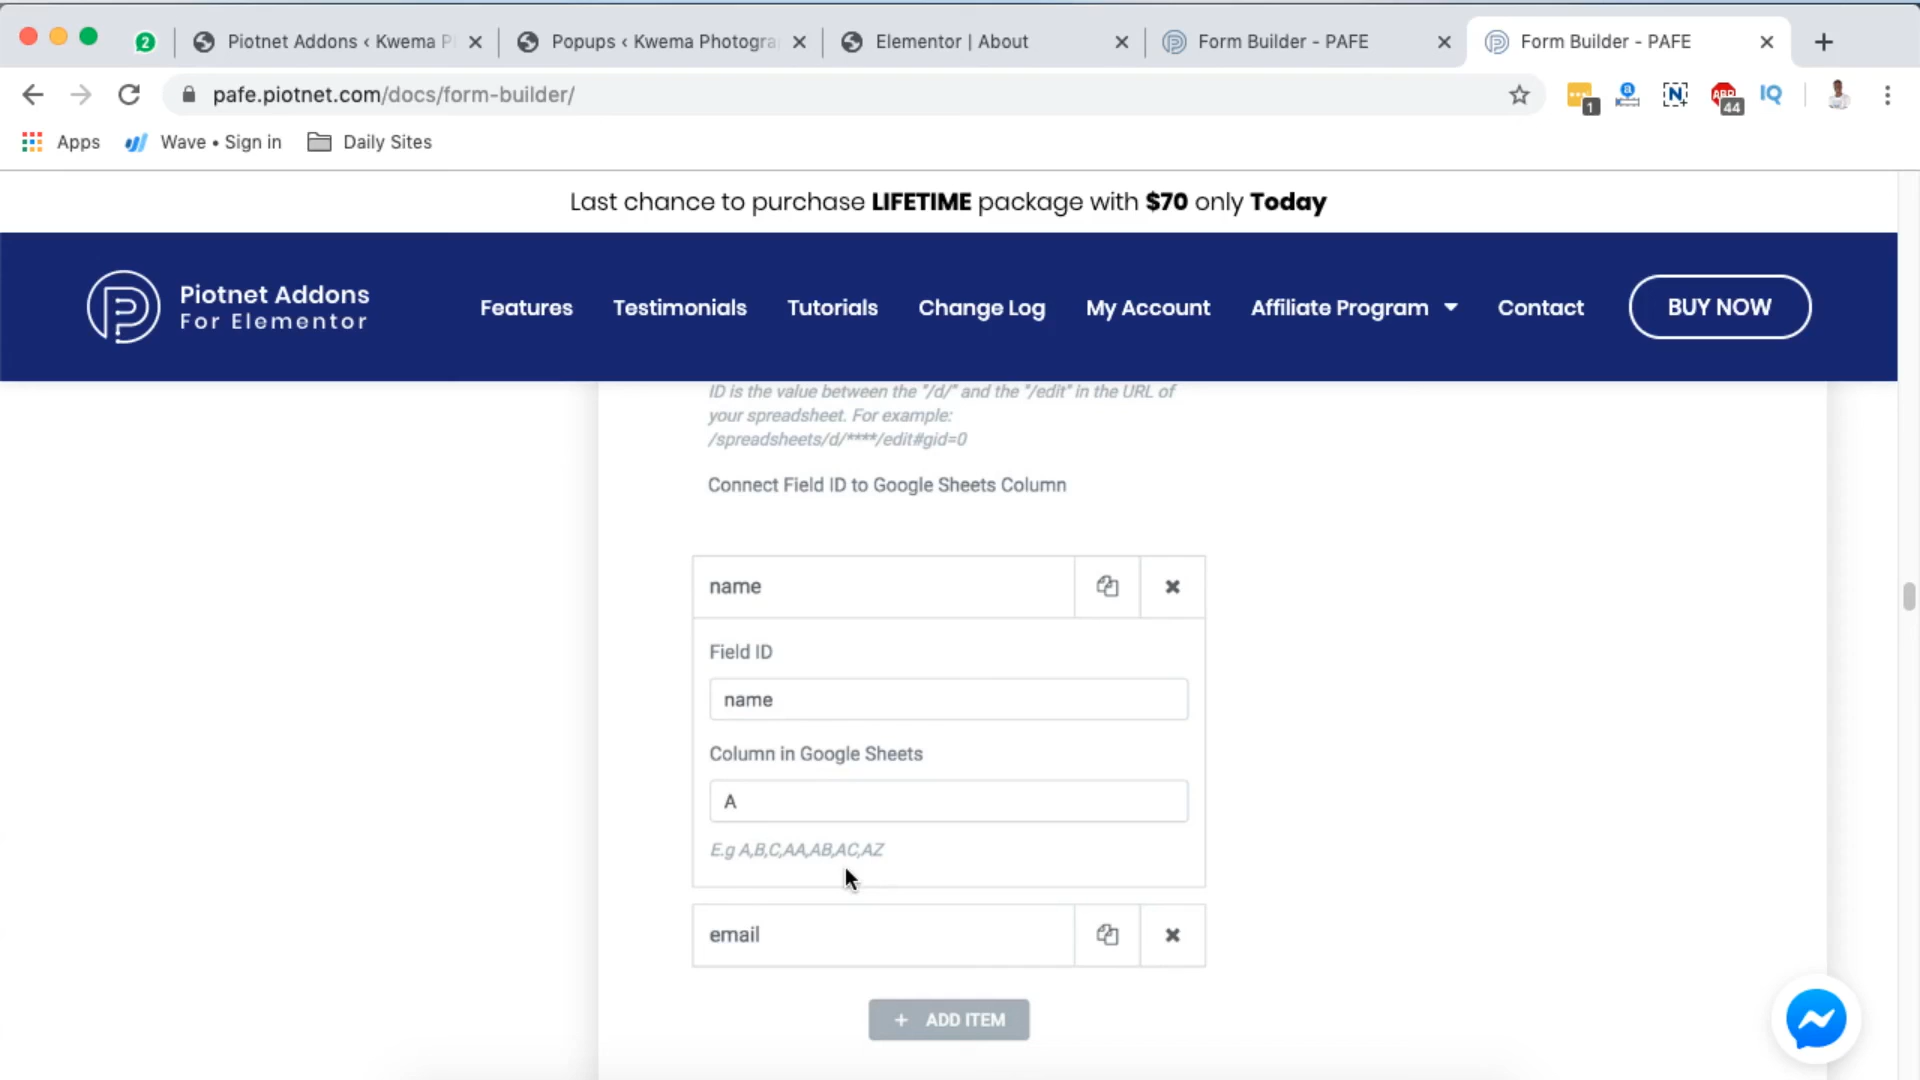 2
Piotnet Addons ‹ Kwema P
Popups ‹ Kwema Photogra
Elementor | About
Form Builder - PAFE
Form Builder - PAFE
pafe.piotnet.com/docs/form-builder/
1
a
N
ABP
44
IQ
Apps
Wave • Sign in
Daily Sites
Last chance to purchase LIFETIME package with $70 only Today
Piotnet Addons
For Elementor
Features
Testimonials
Tutorials
Change Log
My Account
Affiliate Program
Contact
BUY NOW
ID is the value between the "/d/" and the "/edit" in the URL of
your spreadsheet. For example:
/spreadsheets/d/****/edit#gid=0
Connect Field ID to Google Sheets Column
name
Field ID
name
Column in Google Sheets
A
E.g A,B,C,AA,AB,AC,AZ
email
+ ADD ITEM